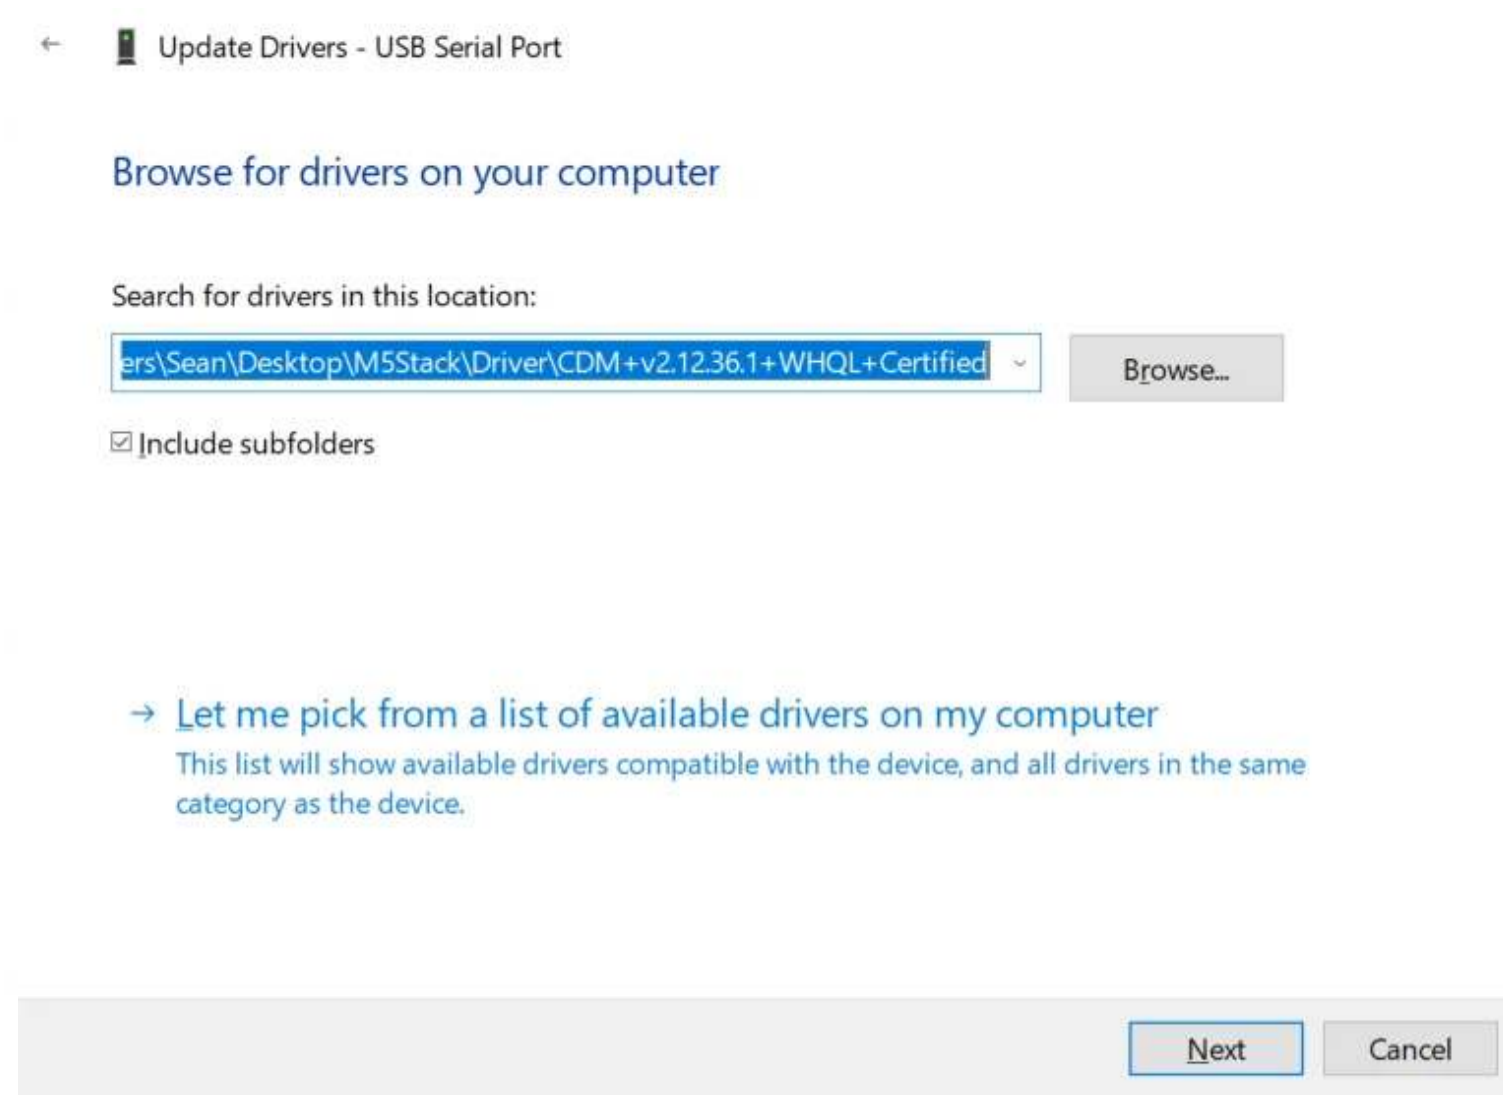 Update Drivers - USB Serial Port
Browse for drivers on your computer
Search for drivers in this location:
ers\Sean\Desktop\M5Stack\Driver\CDM+v2.12.36.1+WHQL+Certified
Browse...
Include subfolders
Let me pick from a list of available drivers on my computer
This list will show available drivers compatible with the device, and all drivers in the same
category as the device.
Next
Cancel